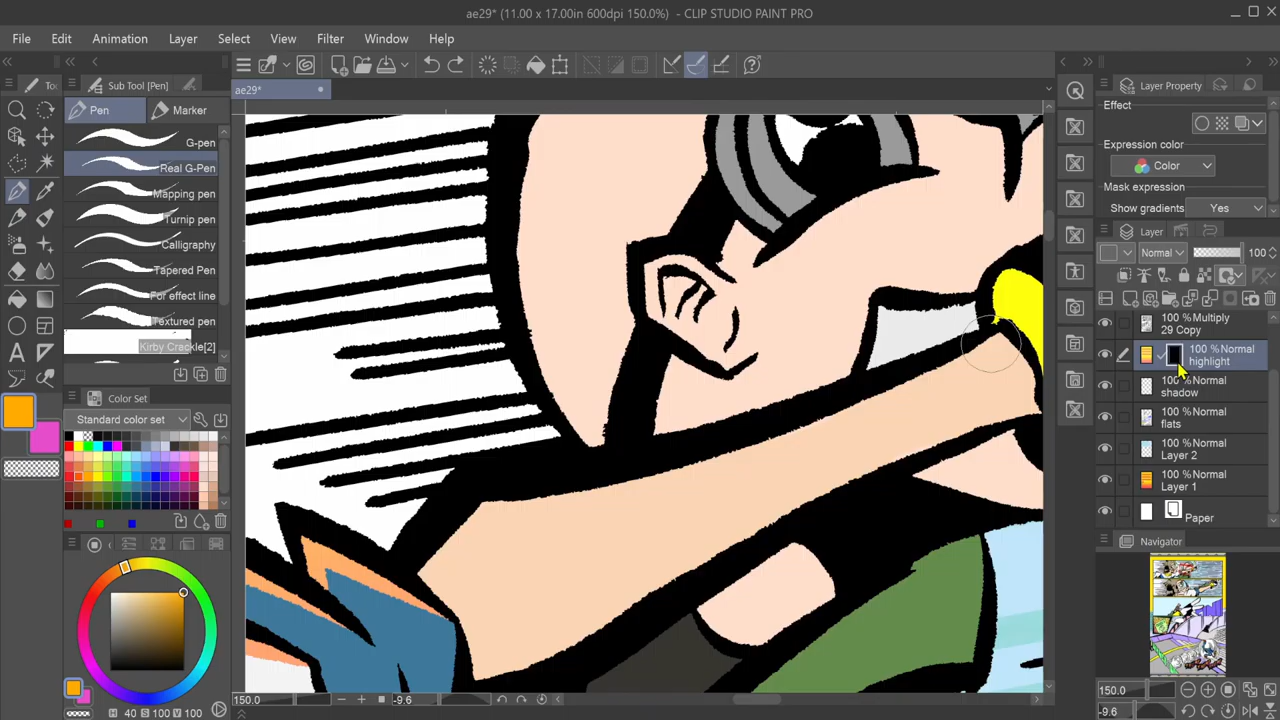 ae29* (11.00 x 17.00in 600dpi 150.0%) - CLIP STUDIO PAINT PRO
File Edit Animation Layer Select View Filter Window Help
Sub Tool [Pen]
ae29*
Layer Property
Pen Marker
Effect
G-pen
Expression color
Real G-Pen
Color
Mapping pen
Mask expression
Turnip pen
Show gradients Yes
Calligraphy
Layer
Tapered Pen
Normal 100
For effect line
Textured pen
100 %Multiply
29 Copy
Kirby Crackle[2]
100 %Normal
highlight
100 %Normal
shadow
Color Set
Standard color set
100 %Normal
flats
100 %Normal
Layer 2
100 %Normal
Layer 1
Paper
Navigator
H 40 S 100 V 100
150.0 -9.6
150.0
-9.6